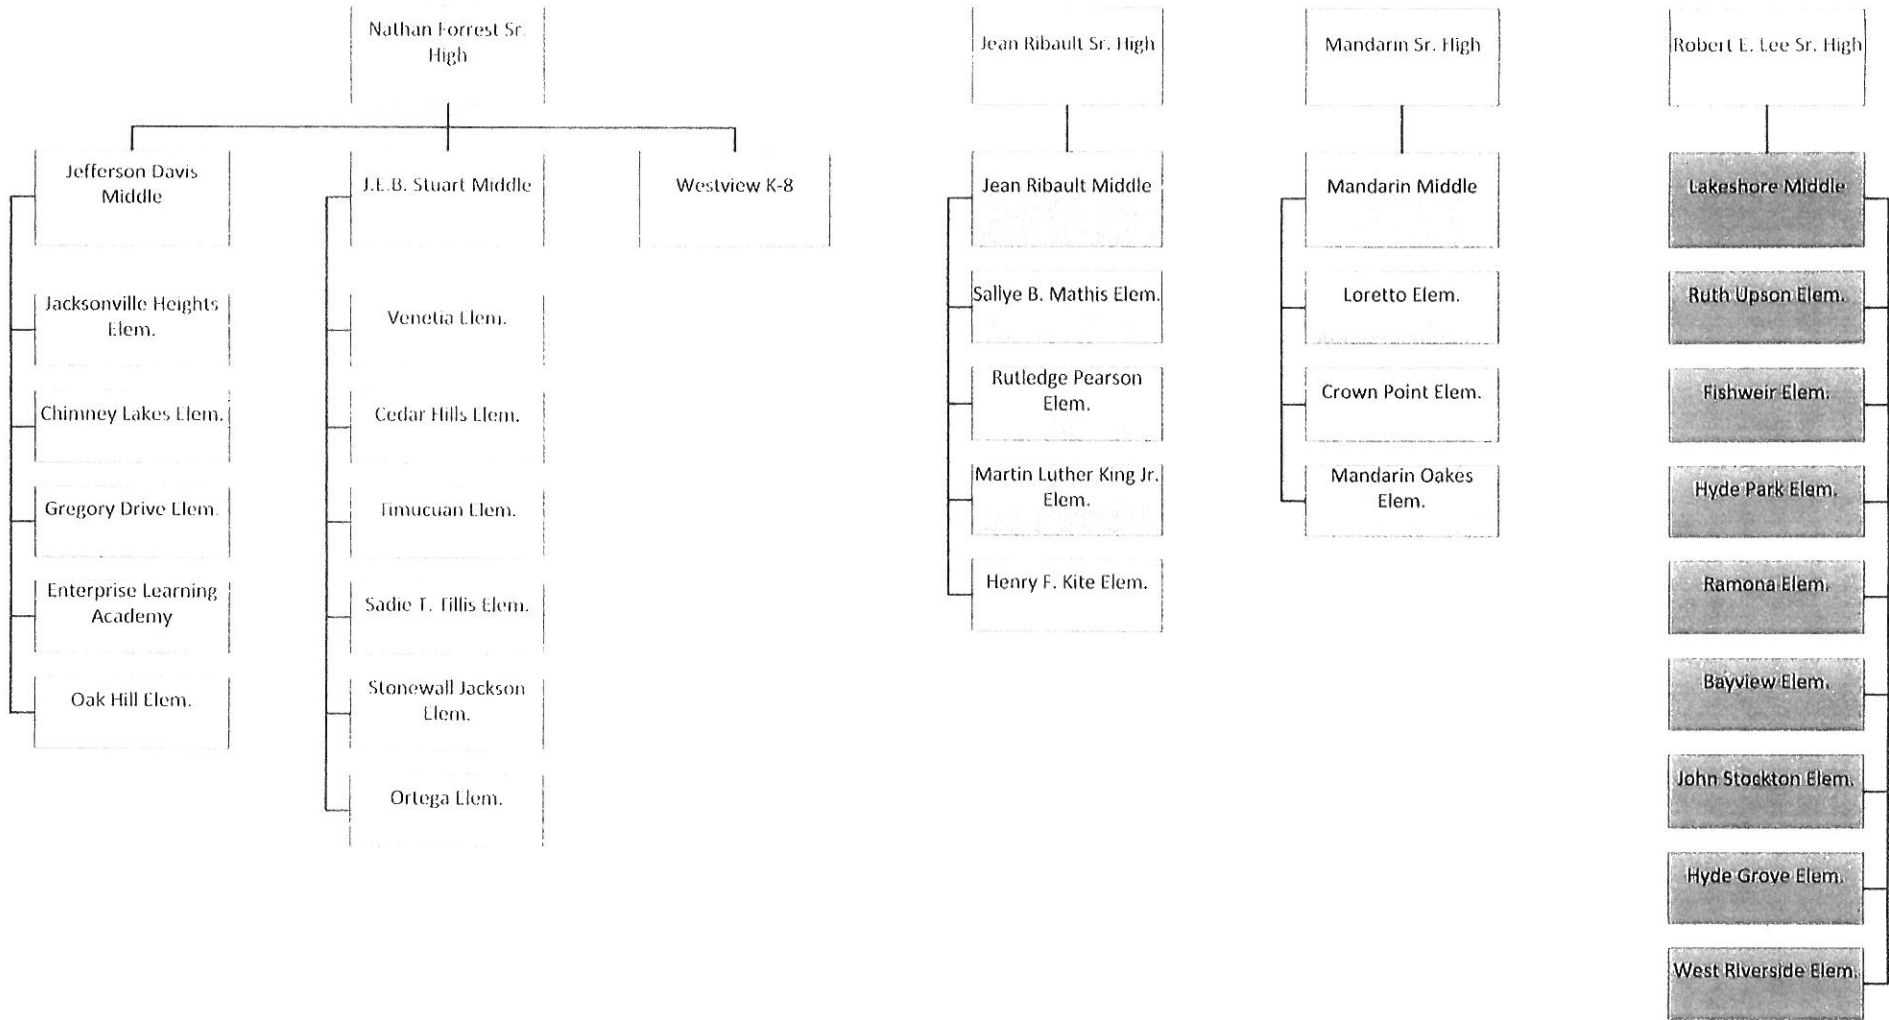 Nathan Forrest Sr.
High
Jefferson Davis
Middle
Jacksonville Heights
Elem.
Chimney Lakes Elem.
Gregory Drive Elem.
Enterprise Learning
Academy
Oak Hill Elem.
J.E.B. Stuart Middle
Venetia Elem.
Cedar Hills Elem.
Timucuan Elem.
Sadie T. Tillis Elem.
Stonewall Jackson
Elem.
Ortega Elem.
Westview K-8
Jean Ribault Sr. High
Jean Ribault Middle
Sallye B. Mathis Elem.
Rutledge Pearson
Elem.
Martin Luther King Jr.
Elem.
Henry F. Kite Elem.
Mandarin Sr. High
Mandarin Middle
Loretto Elem.
Crown Point Elem.
Mandarin Oakes
Elem.
Robert E. Lee Sr. High
Lakeshore Middle
Ruth Upson Elem.
Fishweir Elem.
Hyde Park Elem.
Ramona Elem.
Bayview Elem.
John Stockton Elem.
Hyde Grove Elem.
West Riverside Elem.